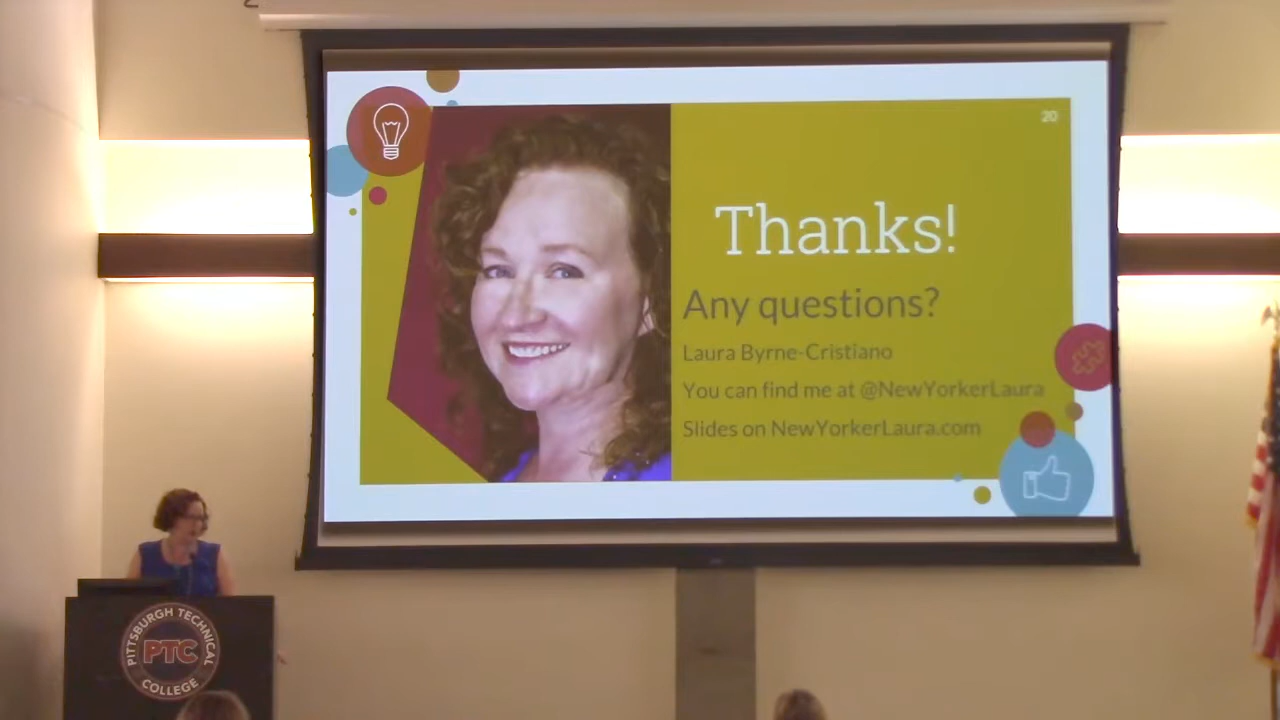 20
Thanks!
Any questions?
Laura Byrne-Cristiano
You can find me at @NewYorkerLaura
Slides on NewYorkerLaura.com
PITTSBURGH TECHNICAL
PTC
COLLEGE